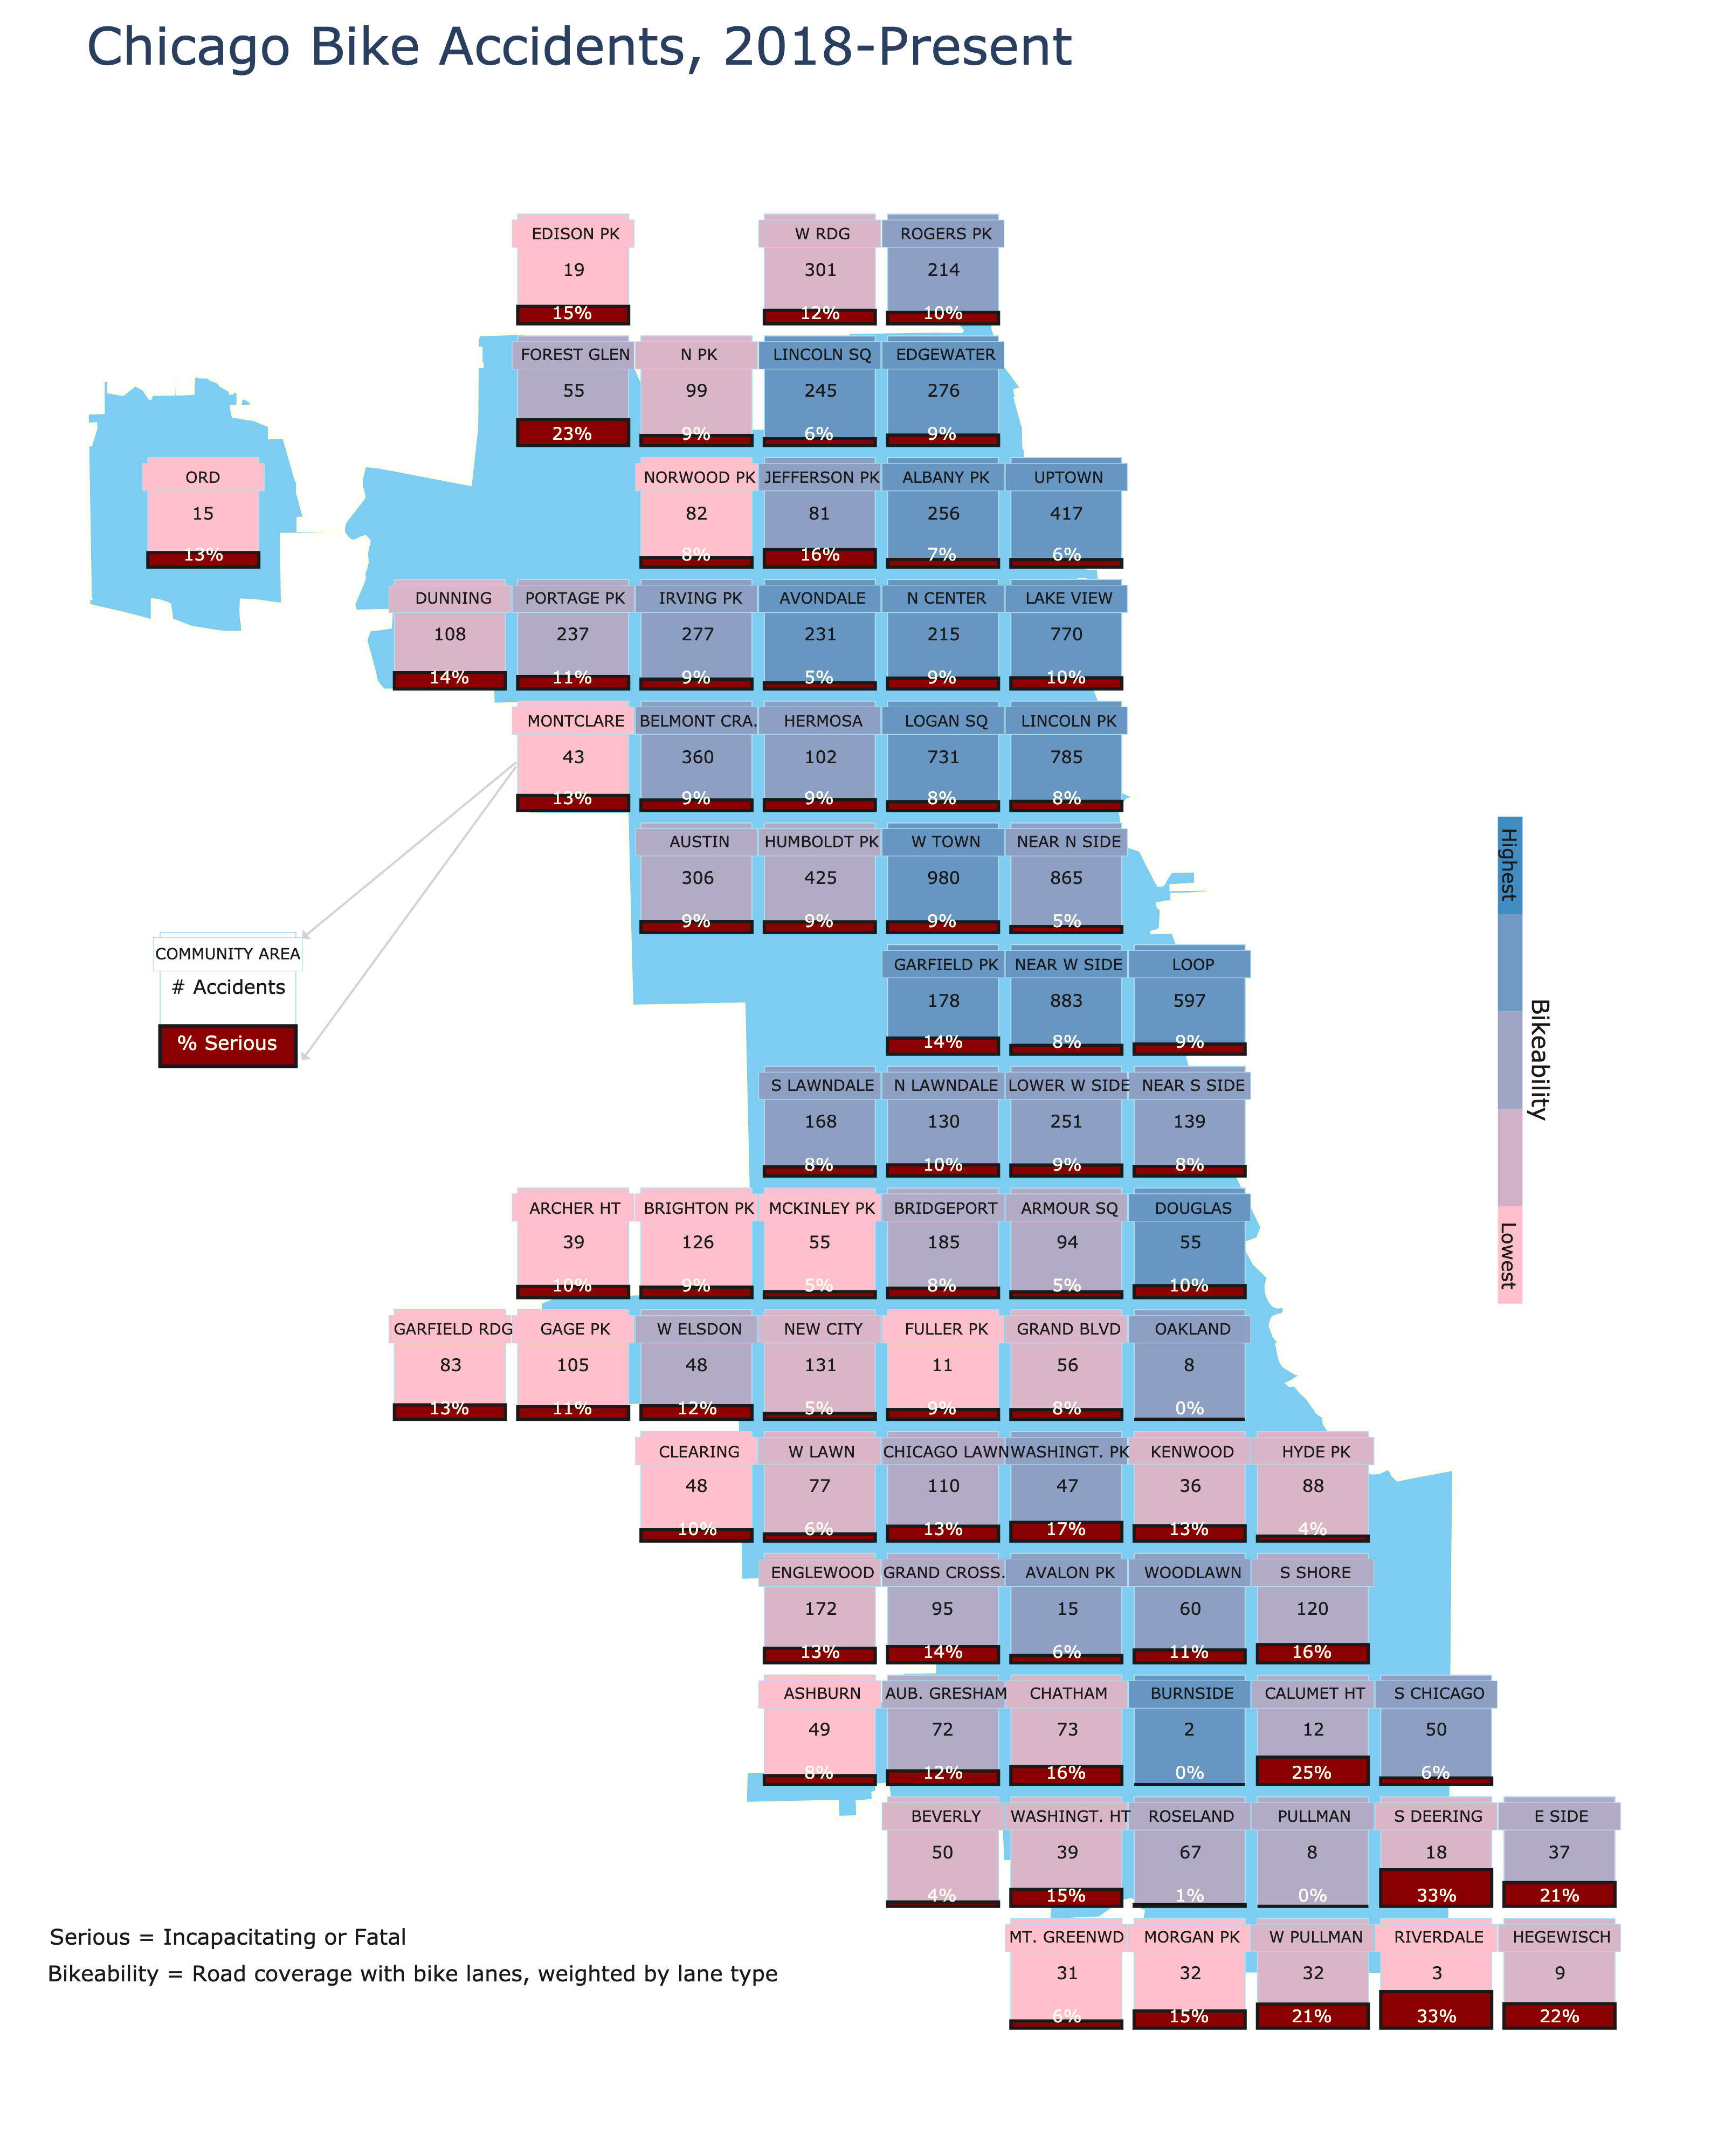 Chicago Bike Accidents, 2018-Present
EDISON PK W RDG ROGERS PK
19 301 214
15% 12% 10%
FOREST GLEN N PK LINCOLN SQ EDGEWATER
55 99 245 276
23% 9% 6% 9%
ORD NORWOOD PK JEFFERSON PK ALBANY PK UPTOWN
15 82 81 256 417
13% 8% 16% 7% 6%
DUNNING PORTAGE PK IRVING PK AVONDALE N CENTER LAKE VIEW
108 237 277 231 215 770
14% 11% 9% 5% 9% 10%
MONTCLARE BELMONT CRA. HERMOSA LOGAN SQ LINCOLN PK
43 360 102 731 785
13% 9% 9% 8% 8%
AUSTIN HUMBOLDT PK W TOWN NEAR N SIDE
306 425 980 865
9% 9% 9% 5%
COMMUNITY AREA
# Accidents
% Serious
GARFIELD PK NEAR W SIDE LOOP
178 883 597
14% 8% 9%
S LAWNDALE N LAWNDALE LOWER W SIDE NEAR S SIDE
168 130 251 139
8% 10% 9% 8%
Highest
Bikeability
Lowest
ARCHER HT BRIGHTON PK MCKINLEY PK BRIDGEPORT ARMOUR SQ DOUGLAS
39 126 55 185 94 55
10% 9% 5% 8% 5% 10%
GARFIELD RDG GAGE PK W ELSDON NEW CITY FULLER PK GRAND BLVD OAKLAND
83 105 48 131 11 56 8
13% 11% 12% 5% 9% 8% 0%
CLEARING W LAWN CHICAGO LAWN WASHINGT. PK KENWOOD HYDE PK
48 77 110 47 36 88
10% 6% 13% 17% 13% 4%
ENGLEWOOD GRAND CROSS. AVALON PK WOODLAWN S SHORE
172 95 15 60 120
13% 14% 6% 11% 16%
ASHBURN AUB. GRESHAM CHATHAM BURNSIDE CALUMET HT S CHICAGO
49 72 73 2 12 50
8% 12% 16% 0% 25% 6%
BEVERLY WASHINGT. HT ROSELAND PULLMAN S DEERING E SIDE
50 39 67 8 18 37
4% 15% 1% 0% 33% 21%
MT. GREENWD MORGAN PK W PULLMAN RIVERDALE HEGEWISCH
31 32 32 3 9
6% 15% 21% 33% 22%
Serious = Incapacitating or Fatal
Bikeability = Road coverage with bike lanes, weighted by lane type